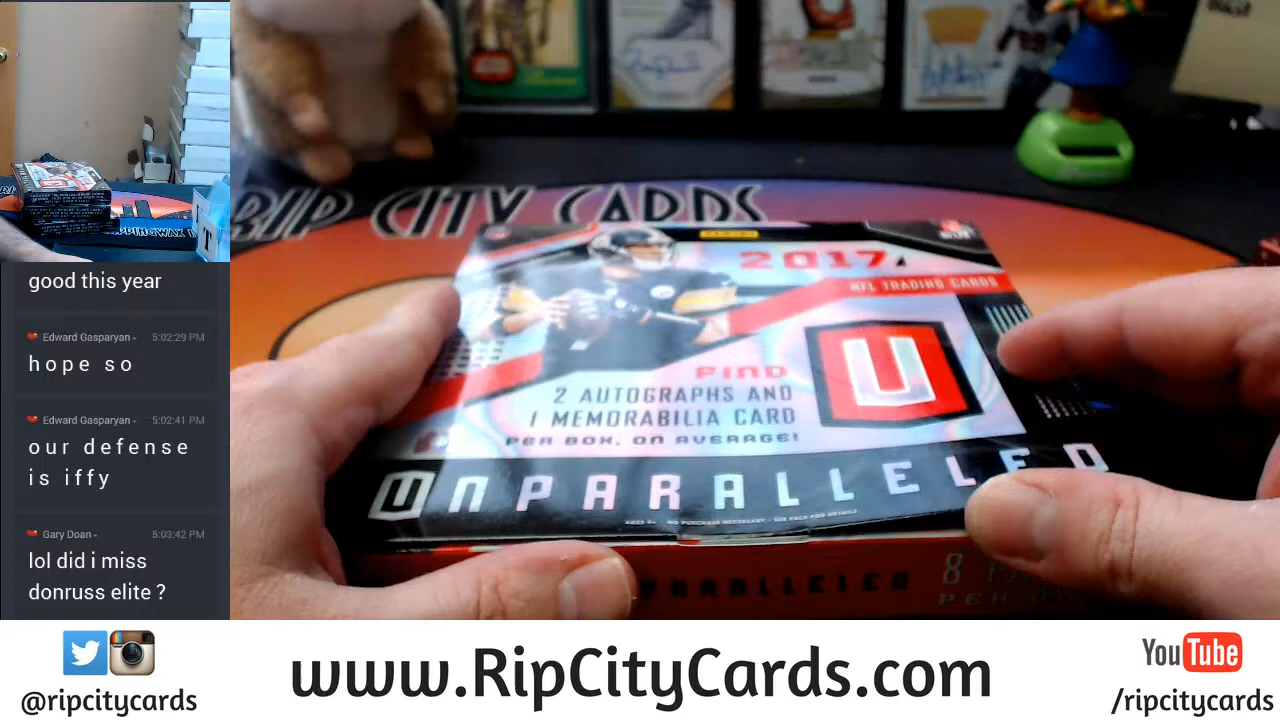 good this year
Edward Gasparyan 5:02:29 PM
hope so
Edward Gasparyan 5:02:41 PM
our defense
is iffy
Gary Doan 5:03:42 PM
lol did i miss
donruss elite ?
RIP CITY CARDS
PANINI
2017
NFL TRADING CARDS
U
FIND
2 AUTOGRAPHS AND
1 MEMORABILIA CARD
PER BOX, ON AVERAGE!
UNPARALLELED
8
@ripcitycards
www.RipCityCards.com
YouTube
/ripcitycards